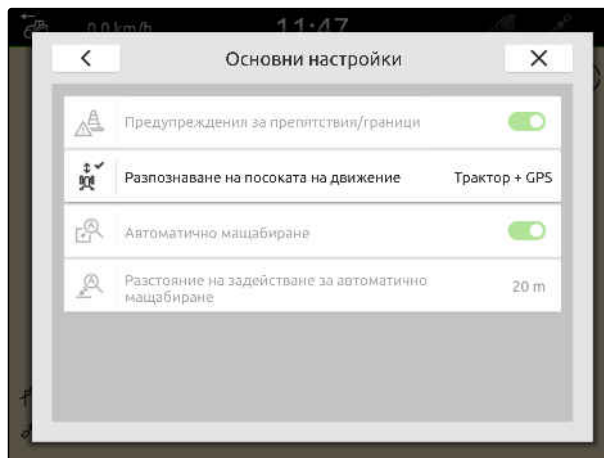 0.0 km/h
11:47
Основни настройки
Предупреждения за препятствия/граници
Разпознаване на посоката на движение
Трактор + GPS
Автоматично мащабиране
Разстояние на задействане за автоматично
мащабиране
20 m